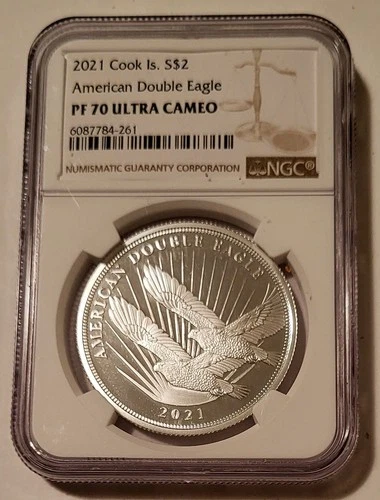 2021 Cook Is. S$2
American Double Eagle
PF 70 ULTRA CAMEO
6087784-261
NUMISMATIC GUARANTY CORPORATION NGC®
AMERICAN DOUBLE EAGLE
2021